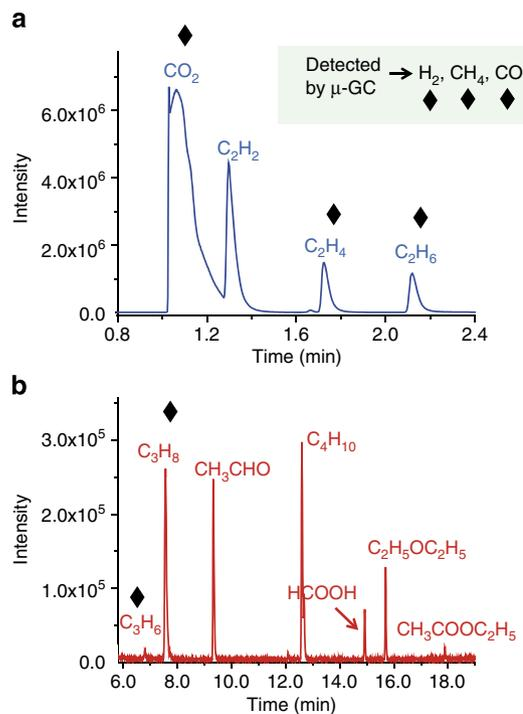 a
CO2
Detected by μ-GC → H2, CH4, CO
C2H2
C2H4
C2H6
Intensity
6.0x10^6
4.0x10^6
2.0x10^6
0.0
0.8 1.2 1.6 2.0 2.4
Time (min)
b
C3H8
CH3CHO
C4H10
C2H5OC2H5
HCOOH
C3H6
CH3COOC2H5
Intensity
3.0x10^5
2.0x10^5
1.0x10^5
0.0
6.0 8.0 10.0 12.0 14.0 16.0 18.0
Time (min)